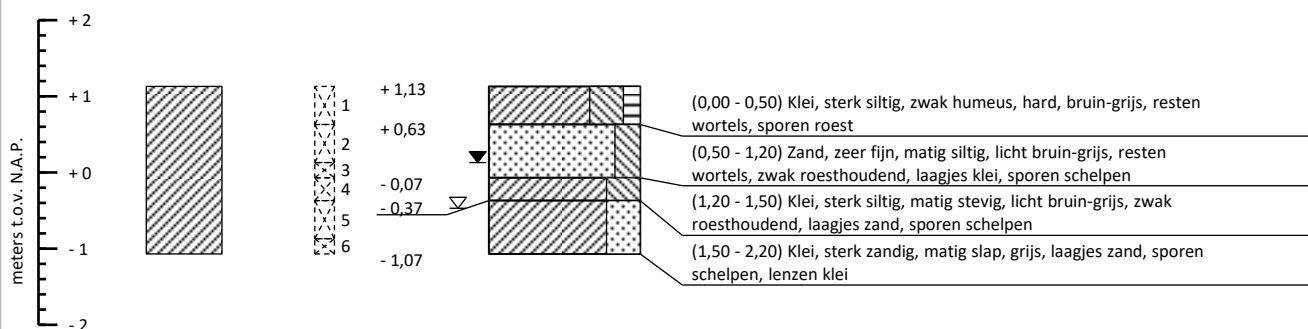 meters t.o.v. N.A.P.
+ 2
+ 1
+ 0
- 1
- 2
1
2
3
4
5
6
+ 1,13
+ 0,63
- 0,07
- 0,37
- 1,07
(0,00 - 0,50) Klei, sterk siltig, zwak humeus, hard, bruin-grijs, resten
wortels, sporen roest
(0,50 - 1,20) Zand, zeer fijn, matig siltig, licht bruin-grijs, resten
wortels, zwak roesthoudend, laagjes klei, sporen schelpen
(1,20 - 1,50) Klei, sterk siltig, matig stevig, licht bruin-grijs, zwak
roesthoudend, laagjes zand, sporen schelpen
(1,50 - 2,20) Klei, sterk zandig, matig slap, grijs, laagjes zand, sporen
schelpen, lenzen klei